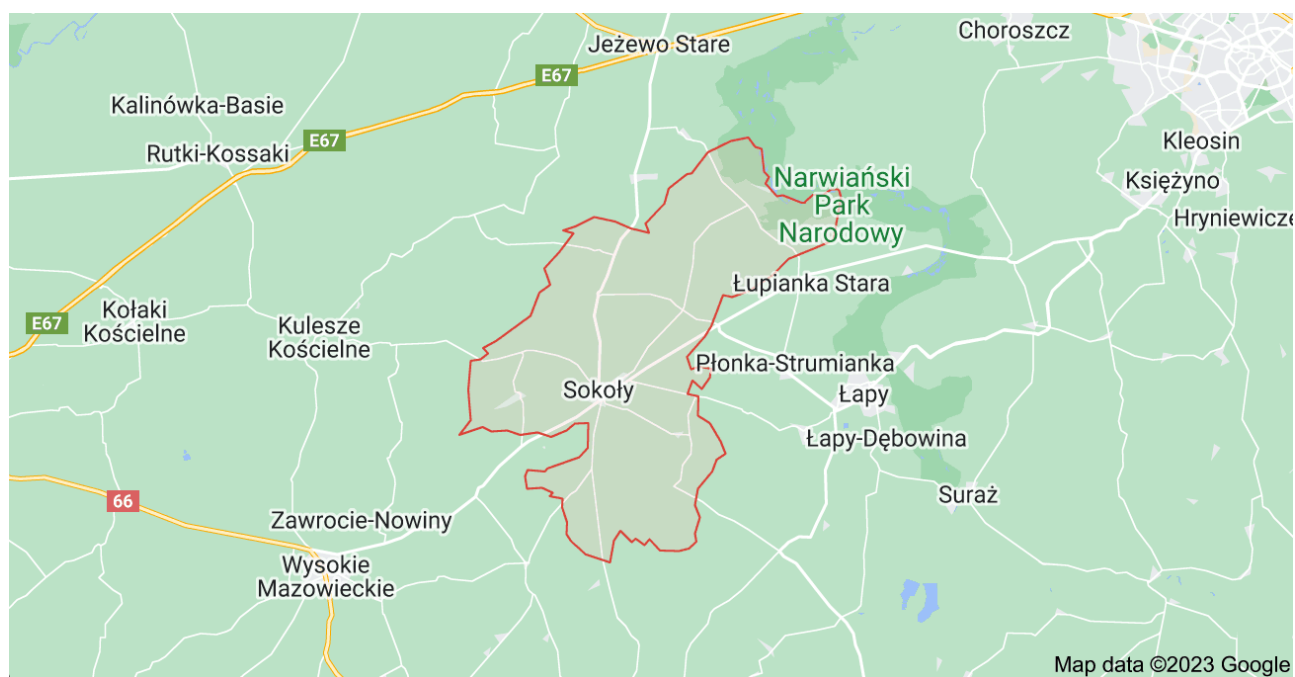 Choroszcz
Jeżewo Stare
E67
Kalinówka-Basie
E67
Rutki-Kossaki
Kleosin
Księżyno
Narwiański
Park
Narodowy
Hryniewicze
Łupianka Stara
Kołaki
Kościelne
E67
Kulesze
Kościelne
Płonka-Strumianka
Sokoły
Łapy
Łapy-Dębowina
Suraż
66
Zawrocie-Nowiny
Wysokie
Mazowieckie
Map data ©2023 Google